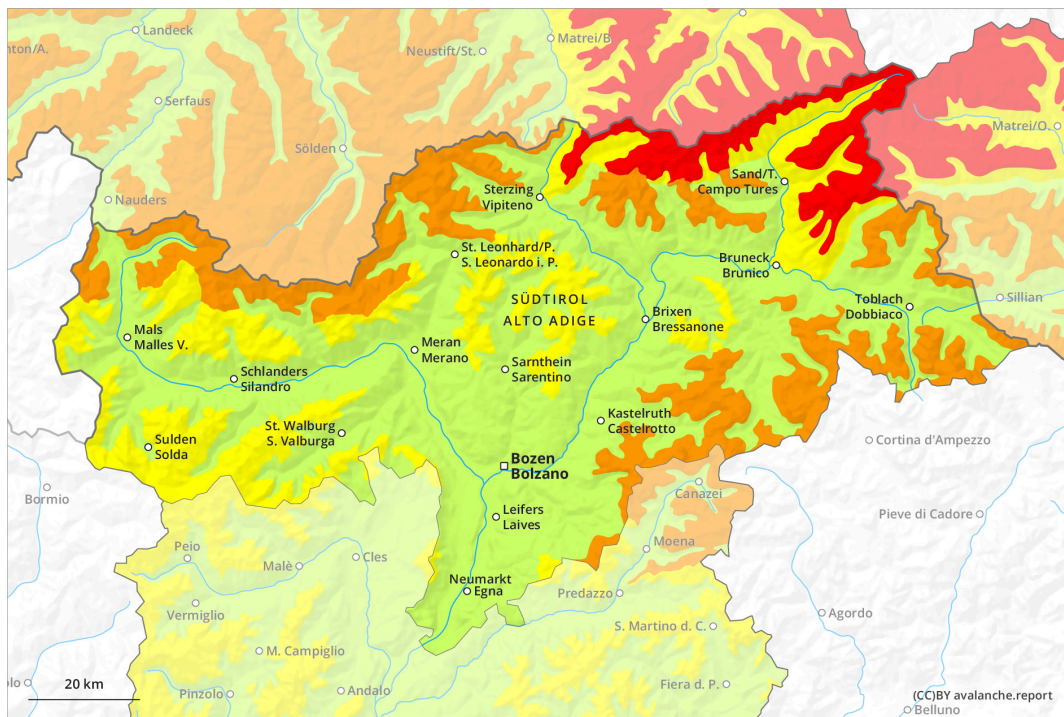 Landeck
Matrei/B.
nton/A.
Neustift/St.
Serfaus
Matrei/O.
Sölden
Sand/T.
Campo Tures
Sterzing
Vipiteno
Nauders
St. Leonhard/P.
S. Leonardo i. P.
Bruneck
Brunico
SÜDTIROL
ALTO ADIGE
Toblach
Dobbiaco
Sillian
Brixen
Bressanone
Mals
Malles V.
Meran
Merano
Sarnthein
Sarentino
Schlanders
Silandro
Kastelruth
Castelrotto
St. Walburg
S. Valburga
Sulden
Solda
Cortina d'Ampezzo
Bozen
Bolzano
Bormio
Canazei
Leifers
Laives
Pieve di Cadore
Peio
Moena
Cles
Malè
Neumarkt
Egna
Predazzo
Vermiglio
Agordo
S. Martino d. C.
M. Campiglio
20 km
olo
Pinzolo
Andalo
Fiera d. P.
(CC)BY avalanche.report
Belluno